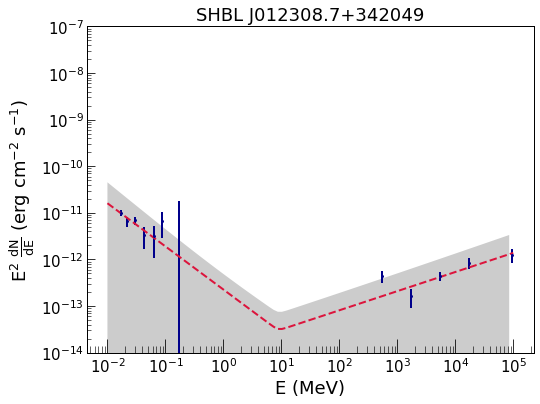 SHBL J012308.7+342049
E² dN/dE (erg cm⁻² s⁻¹)
10⁻⁷
10⁻⁸
10⁻⁹
10⁻¹⁰
10⁻¹¹
10⁻¹²
10⁻¹³
10⁻¹⁴
10⁻² 10⁻¹ 10⁰ 10¹ 10² 10³ 10⁴ 10⁵
E (MeV)